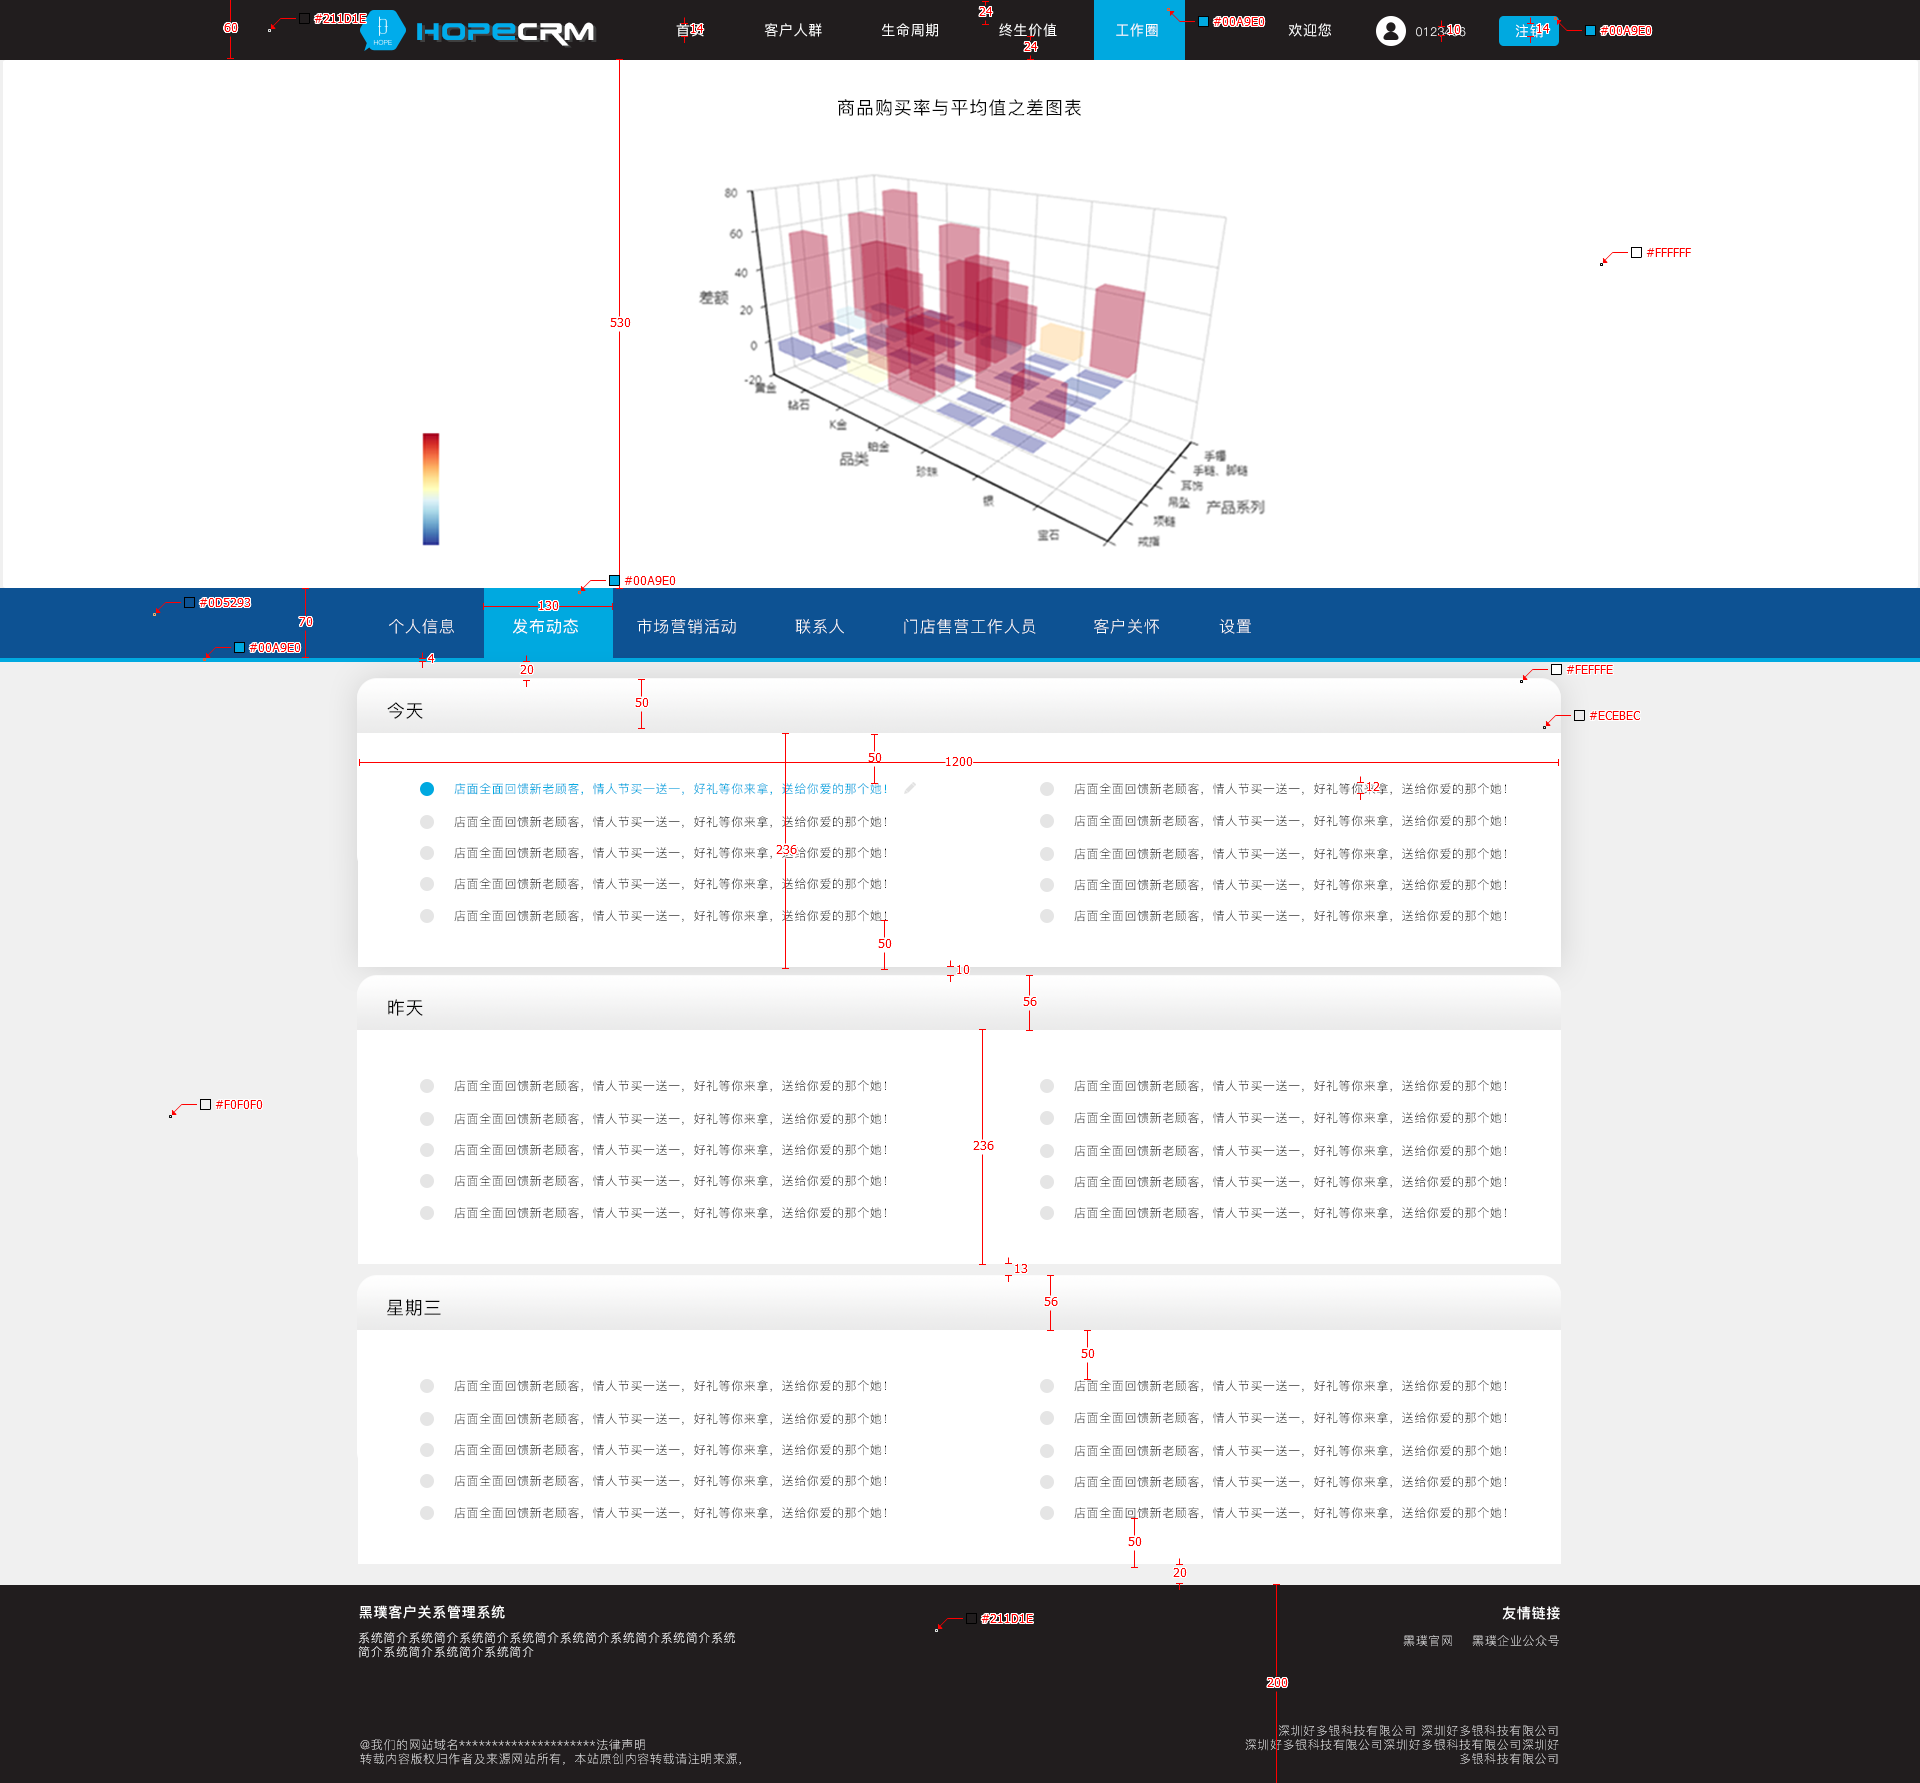 60
#211D1E
HOPE
HOPECRM
首页
14
客户人群
生命周期
24
终生价值
24
工作圈
#00A9E0
欢迎您
10
注销
14
#00A9E0
商品购买率与平均值之差图表
#FFFFFF
530
80
60
40
差额
20
0
-20
黄金
钻石
K金
铂金
品类
珍珠
银
宝石
手镯
手链、脚链
耳饰
吊坠
产品系列
项链
戒指
#00A9E0
#0D5293
130
70
个人信息
发布动态
市场营销活动
联系人
门店售营工作人员
客户关怀
设置
#00A9E0
4
20
#FEFFFE
50
今天
#ECEBEC
50
1200
店面全面回馈新老顾客，情人节买一送一，好礼等你来拿，送给你爱的那个她！
店面全面回馈新老顾客，情人节买一送一，好礼等你来拿，送给你爱的那个她！
12
店面全面回馈新老顾客，情人节买一送一，好礼等你来拿，送给你爱的那个她！
店面全面回馈新老顾客，情人节买一送一，好礼等你来拿，送给你爱的那个她！
236
店面全面回馈新老顾客，情人节买一送一，好礼等你来拿，送给你爱的那个她！
店面全面回馈新老顾客，情人节买一送一，好礼等你来拿，送给你爱的那个她！
店面全面回馈新老顾客，情人节买一送一，好礼等你来拿，送给你爱的那个她！
店面全面回馈新老顾客，情人节买一送一，好礼等你来拿，送给你爱的那个她！
店面全面回馈新老顾客，情人节买一送一，好礼等你来拿，送给你爱的那个她！
店面全面回馈新老顾客，情人节买一送一，好礼等你来拿，送给你爱的那个她！
50
10
昨天
56
店面全面回馈新老顾客，情人节买一送一，好礼等你来拿，送给你爱的那个她！
店面全面回馈新老顾客，情人节买一送一，好礼等你来拿，送给你爱的那个她！
#F0F0F0
店面全面回馈新老顾客，情人节买一送一，好礼等你来拿，送给你爱的那个她！
店面全面回馈新老顾客，情人节买一送一，好礼等你来拿，送给你爱的那个她！
236
店面全面回馈新老顾客，情人节买一送一，好礼等你来拿，送给你爱的那个她！
店面全面回馈新老顾客，情人节买一送一，好礼等你来拿，送给你爱的那个她！
店面全面回馈新老顾客，情人节买一送一，好礼等你来拿，送给你爱的那个她！
店面全面回馈新老顾客，情人节买一送一，好礼等你来拿，送给你爱的那个她！
店面全面回馈新老顾客，情人节买一送一，好礼等你来拿，送给你爱的那个她！
店面全面回馈新老顾客，情人节买一送一，好礼等你来拿，送给你爱的那个她！
13
星期三
56
50
店面全面回馈新老顾客，情人节买一送一，好礼等你来拿，送给你爱的那个她！
店面全面回馈新老顾客，情人节买一送一，好礼等你来拿，送给你爱的那个她！
店面全面回馈新老顾客，情人节买一送一，好礼等你来拿，送给你爱的那个她！
店面全面回馈新老顾客，情人节买一送一，好礼等你来拿，送给你爱的那个她！
店面全面回馈新老顾客，情人节买一送一，好礼等你来拿，送给你爱的那个她！
店面全面回馈新老顾客，情人节买一送一，好礼等你来拿，送给你爱的那个她！
店面全面回馈新老顾客，情人节买一送一，好礼等你来拿，送给你爱的那个她！
店面全面回馈新老顾客，情人节买一送一，好礼等你来拿，送给你爱的那个她！
店面全面回馈新老顾客，情人节买一送一，好礼等你来拿，送给你爱的那个她！
店面全面回馈新老顾客，情人节买一送一，好礼等你来拿，送给你爱的那个她！
50
20
黑璞客户关系管理系统
系统简介系统简介系统简介系统简介系统简介系统简介系统简介系统
简介系统简介系统简介系统简介
#211D1E
友情链接
黑璞官网 黑璞企业公众号
200
@我们的网站域名*********************法律声明
转载内容版权归作者及来源网站所有，本站原创内容转载请注明来源，
深圳好多银科技有限公司 深圳好多银科技有限公司
深圳好多银科技有限公司深圳好多银科技有限公司深圳好
多银科技有限公司